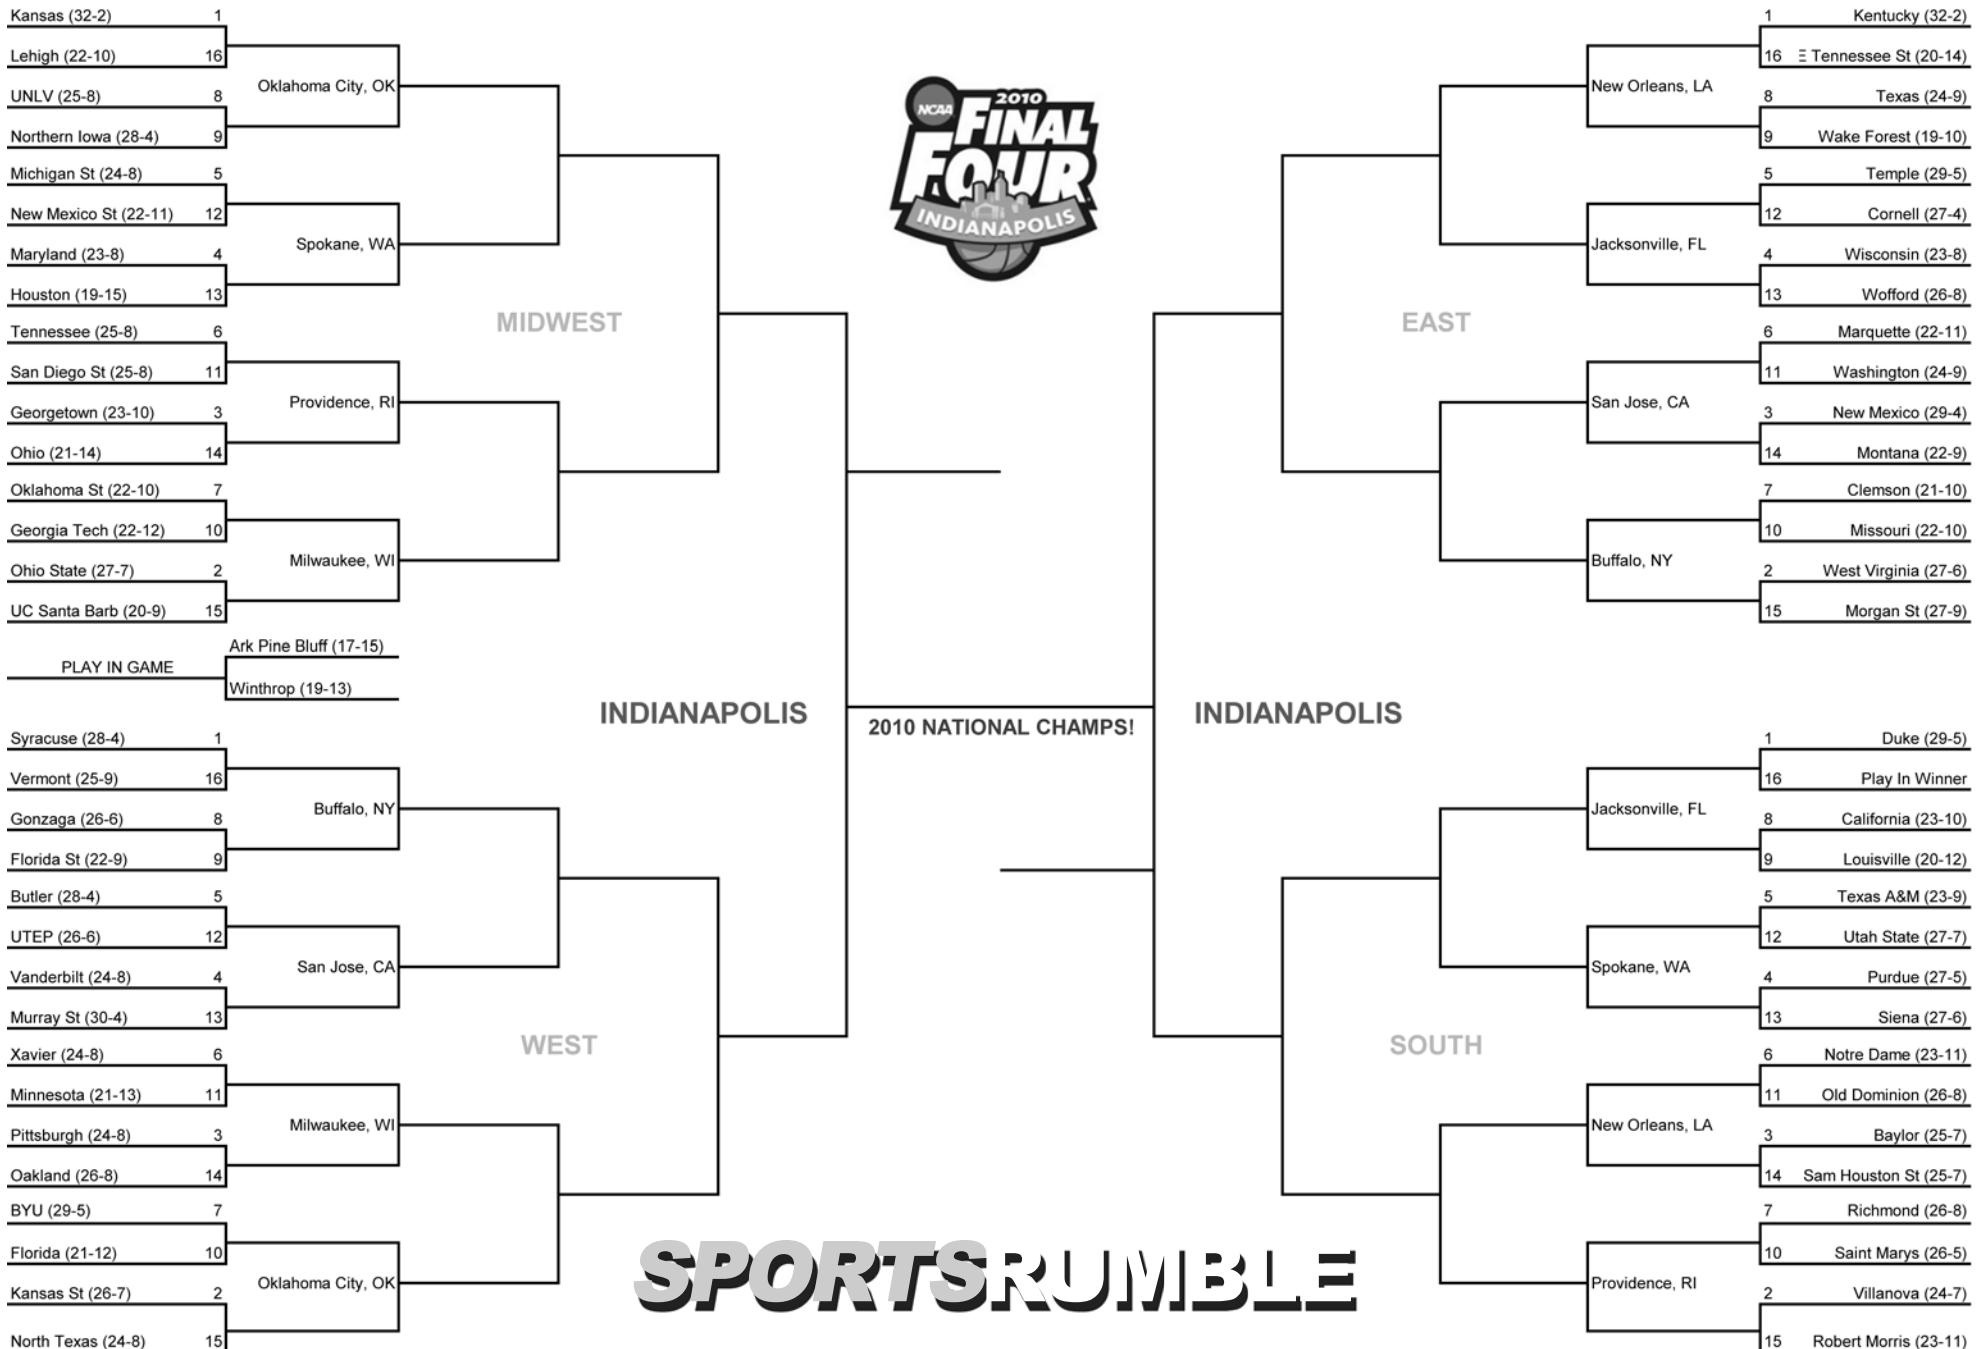 Kansas (32-2) 1
Lehigh (22-10) 16
Oklahoma City, OK
UNLV (25-8) 8
Northern Iowa (28-4) 9
Michigan St (24-8) 5
New Mexico St (22-11) 12
Spokane, WA
Maryland (23-8) 4
Houston (19-15) 13
MIDWEST
Tennessee (25-8) 6
San Diego St (25-8) 11
Providence, RI
Georgetown (23-10) 3
Ohio (21-14) 14
Oklahoma St (22-10) 7
Georgia Tech (22-12) 10
Milwaukee, WI
Ohio State (27-7) 2
UC Santa Barb (20-9) 15
PLAY IN GAME
Ark Pine Bluff (17-15)
Winthrop (19-13)
INDIANAPOLIS
Syracuse (28-4) 1
Vermont (25-9) 16
Buffalo, NY
Gonzaga (26-6) 8
Florida St (22-9) 9
Butler (28-4) 5
UTEP (26-6) 12
San Jose, CA
Vanderbilt (24-8) 4
Murray St (30-4) 13
WEST
Xavier (24-8) 6
Minnesota (21-13) 11
Milwaukee, WI
Pittsburgh (24-8) 3
Oakland (26-8) 14
BYU (29-5) 7
Florida (21-12) 10
Oklahoma City, OK
Kansas St (26-7) 2
North Texas (24-8) 15
NCAA
2010
FINAL
FOUR
INDIANAPOLIS
2010 NATIONAL CHAMPS!
SPORTSRUMBLE
1 Kentucky (32-2)
16 E Tennessee St (20-14)
New Orleans, LA
8 Texas (24-9)
9 Wake Forest (19-10)
5 Temple (29-5)
12 Cornell (27-4)
Jacksonville, FL
4 Wisconsin (23-8)
13 Wofford (26-8)
EAST
6 Marquette (22-11)
11 Washington (24-9)
San Jose, CA
3 New Mexico (29-4)
14 Montana (22-9)
7 Clemson (21-10)
10 Missouri (22-10)
Buffalo, NY
2 West Virginia (27-6)
15 Morgan St (27-9)
INDIANAPOLIS
1 Duke (29-5)
16 Play In Winner
Jacksonville, FL
8 California (23-10)
9 Louisville (20-12)
5 Texas A&M (23-9)
12 Utah State (27-7)
Spokane, WA
4 Purdue (27-5)
13 Siena (27-6)
SOUTH
6 Notre Dame (23-11)
11 Old Dominion (26-8)
New Orleans, LA
3 Baylor (25-7)
14 Sam Houston St (25-7)
7 Richmond (26-8)
10 Saint Marys (26-5)
Providence, RI
2 Villanova (24-7)
15 Robert Morris (23-11)